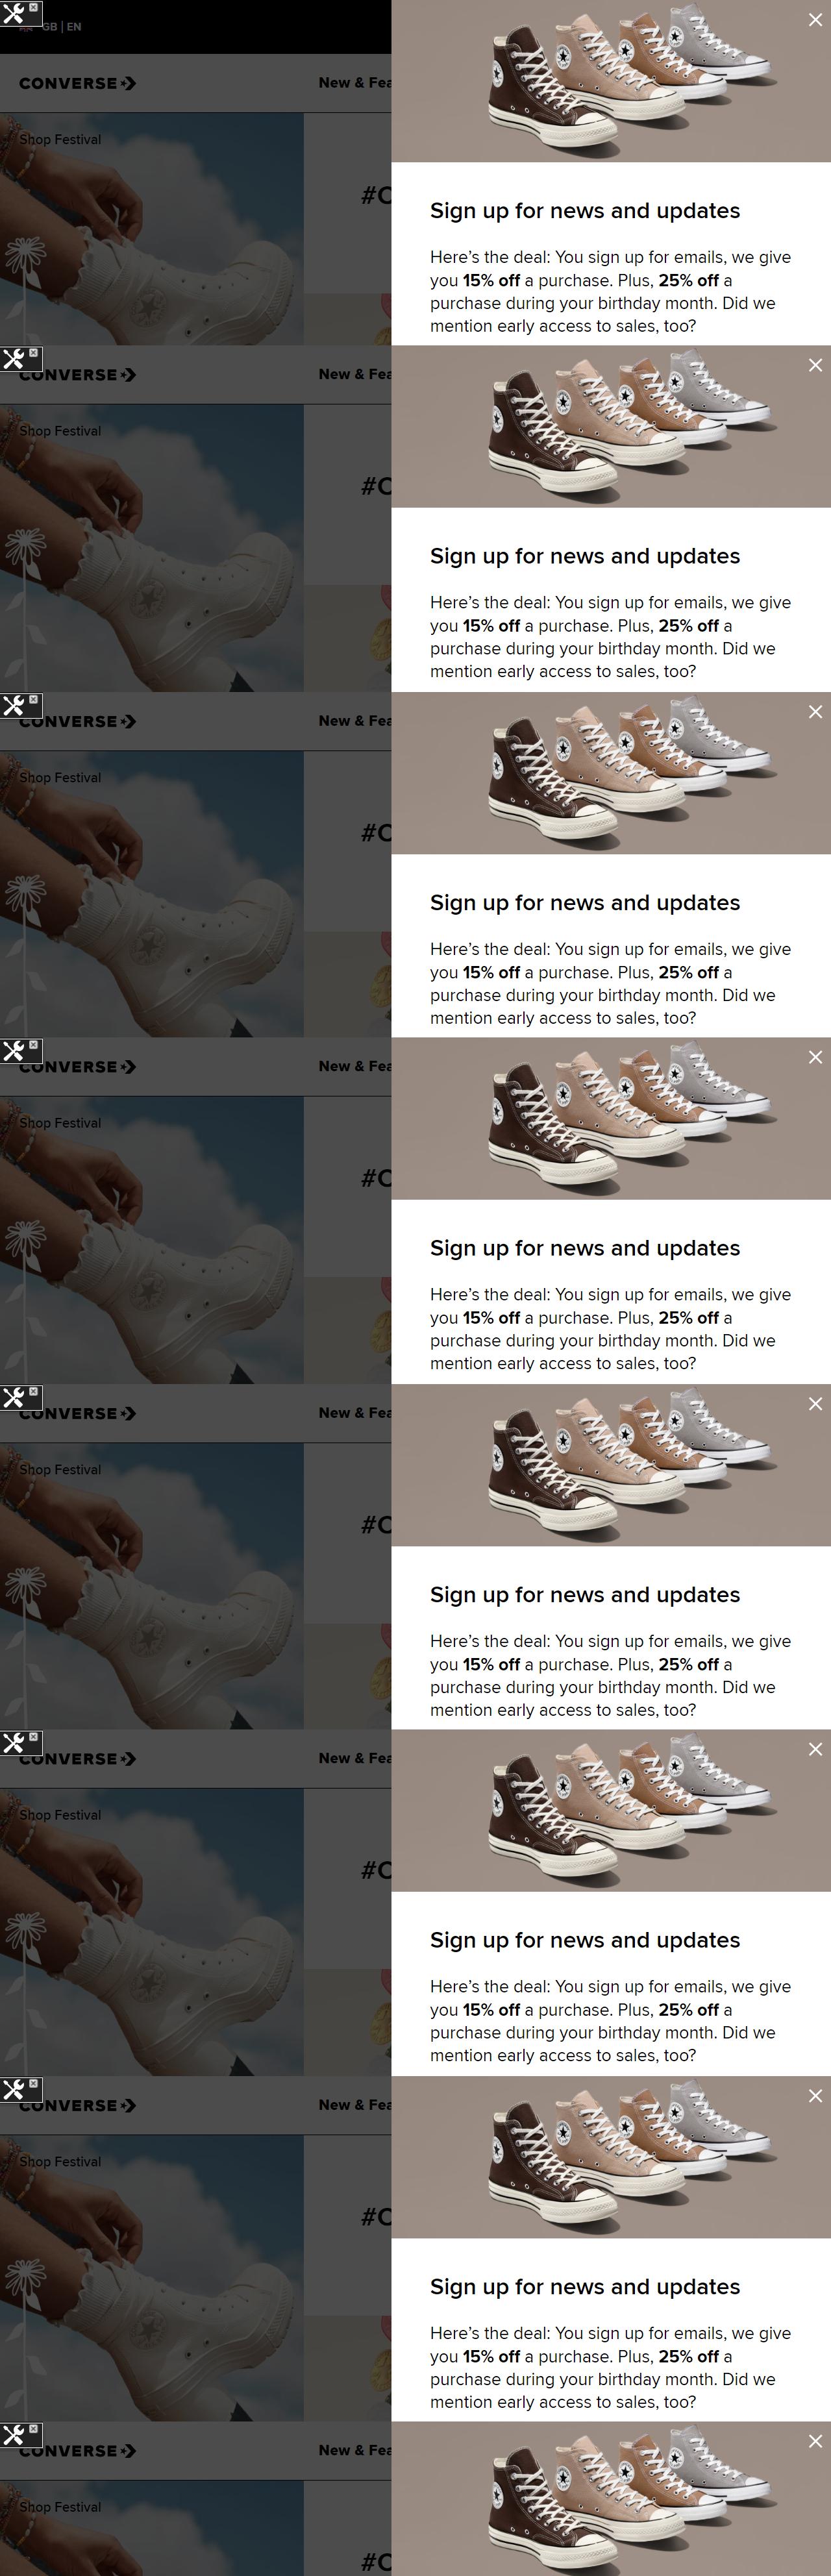 GB | EN
CONVERSE
New & Fea
Shop Festival
#C
Sign up for news and updates
Here’s the deal: You sign up for emails, we give
you 15% off a purchase. Plus, 25% off a
purchase during your birthday month. Did we
mention early access to sales, too?
CONVERSE
New & Fea
Shop Festival
#C
Sign up for news and updates
Here’s the deal: You sign up for emails, we give
you 15% off a purchase. Plus, 25% off a
purchase during your birthday month. Did we
mention early access to sales, too?
CONVERSE
New & Fea
Shop Festival
#C
Sign up for news and updates
Here’s the deal: You sign up for emails, we give
you 15% off a purchase. Plus, 25% off a
purchase during your birthday month. Did we
mention early access to sales, too?
CONVERSE
New & Fea
Shop Festival
#C
Sign up for news and updates
Here’s the deal: You sign up for emails, we give
you 15% off a purchase. Plus, 25% off a
purchase during your birthday month. Did we
mention early access to sales, too?
CONVERSE
New & Fea
Shop Festival
#C
Sign up for news and updates
Here’s the deal: You sign up for emails, we give
you 15% off a purchase. Plus, 25% off a
purchase during your birthday month. Did we
mention early access to sales, too?
CONVERSE
New & Fea
Shop Festival
#C
Sign up for news and updates
Here’s the deal: You sign up for emails, we give
you 15% off a purchase. Plus, 25% off a
purchase during your birthday month. Did we
mention early access to sales, too?
CONVERSE
New & Fea
Shop Festival
#C
Sign up for news and updates
Here’s the deal: You sign up for emails, we give
you 15% off a purchase. Plus, 25% off a
purchase during your birthday month. Did we
mention early access to sales, too?
CONVERSE
New & Fea
Shop Festival
#C